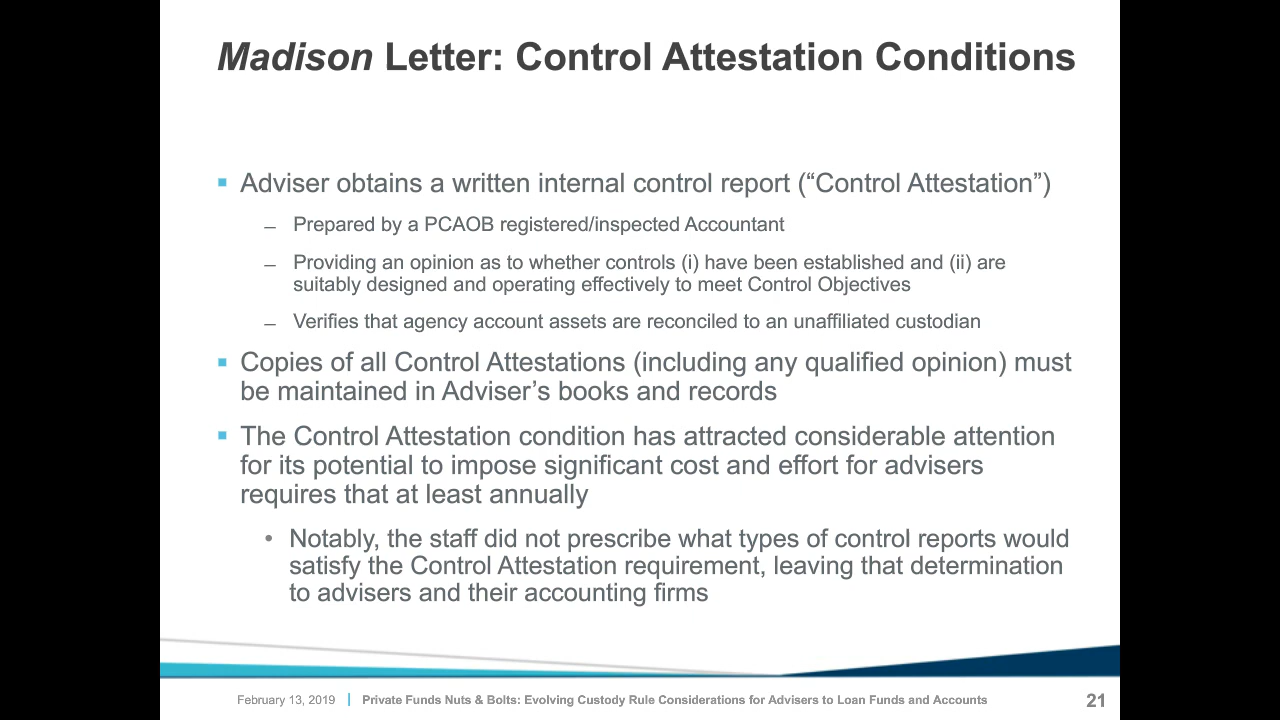 Madison Letter: Control Attestation Conditions
▪ Adviser obtains a written internal control report (“Control Attestation”)
– Prepared by a PCAOB registered/inspected Accountant
– Providing an opinion as to whether controls (i) have been established and (ii) are
suitably designed and operating effectively to meet Control Objectives
– Verifies that agency account assets are reconciled to an unaffiliated custodian
▪ Copies of all Control Attestations (including any qualified opinion) must
be maintained in Adviser’s books and records
▪ The Control Attestation condition has attracted considerable attention
for its potential to impose significant cost and effort for advisers
requires that at least annually
• Notably, the staff did not prescribe what types of control reports would
satisfy the Control Attestation requirement, leaving that determination
to advisers and their accounting firms
February 13, 2019 | Private Funds Nuts & Bolts: Evolving Custody Rule Considerations for Advisers to Loan Funds and Accounts 21